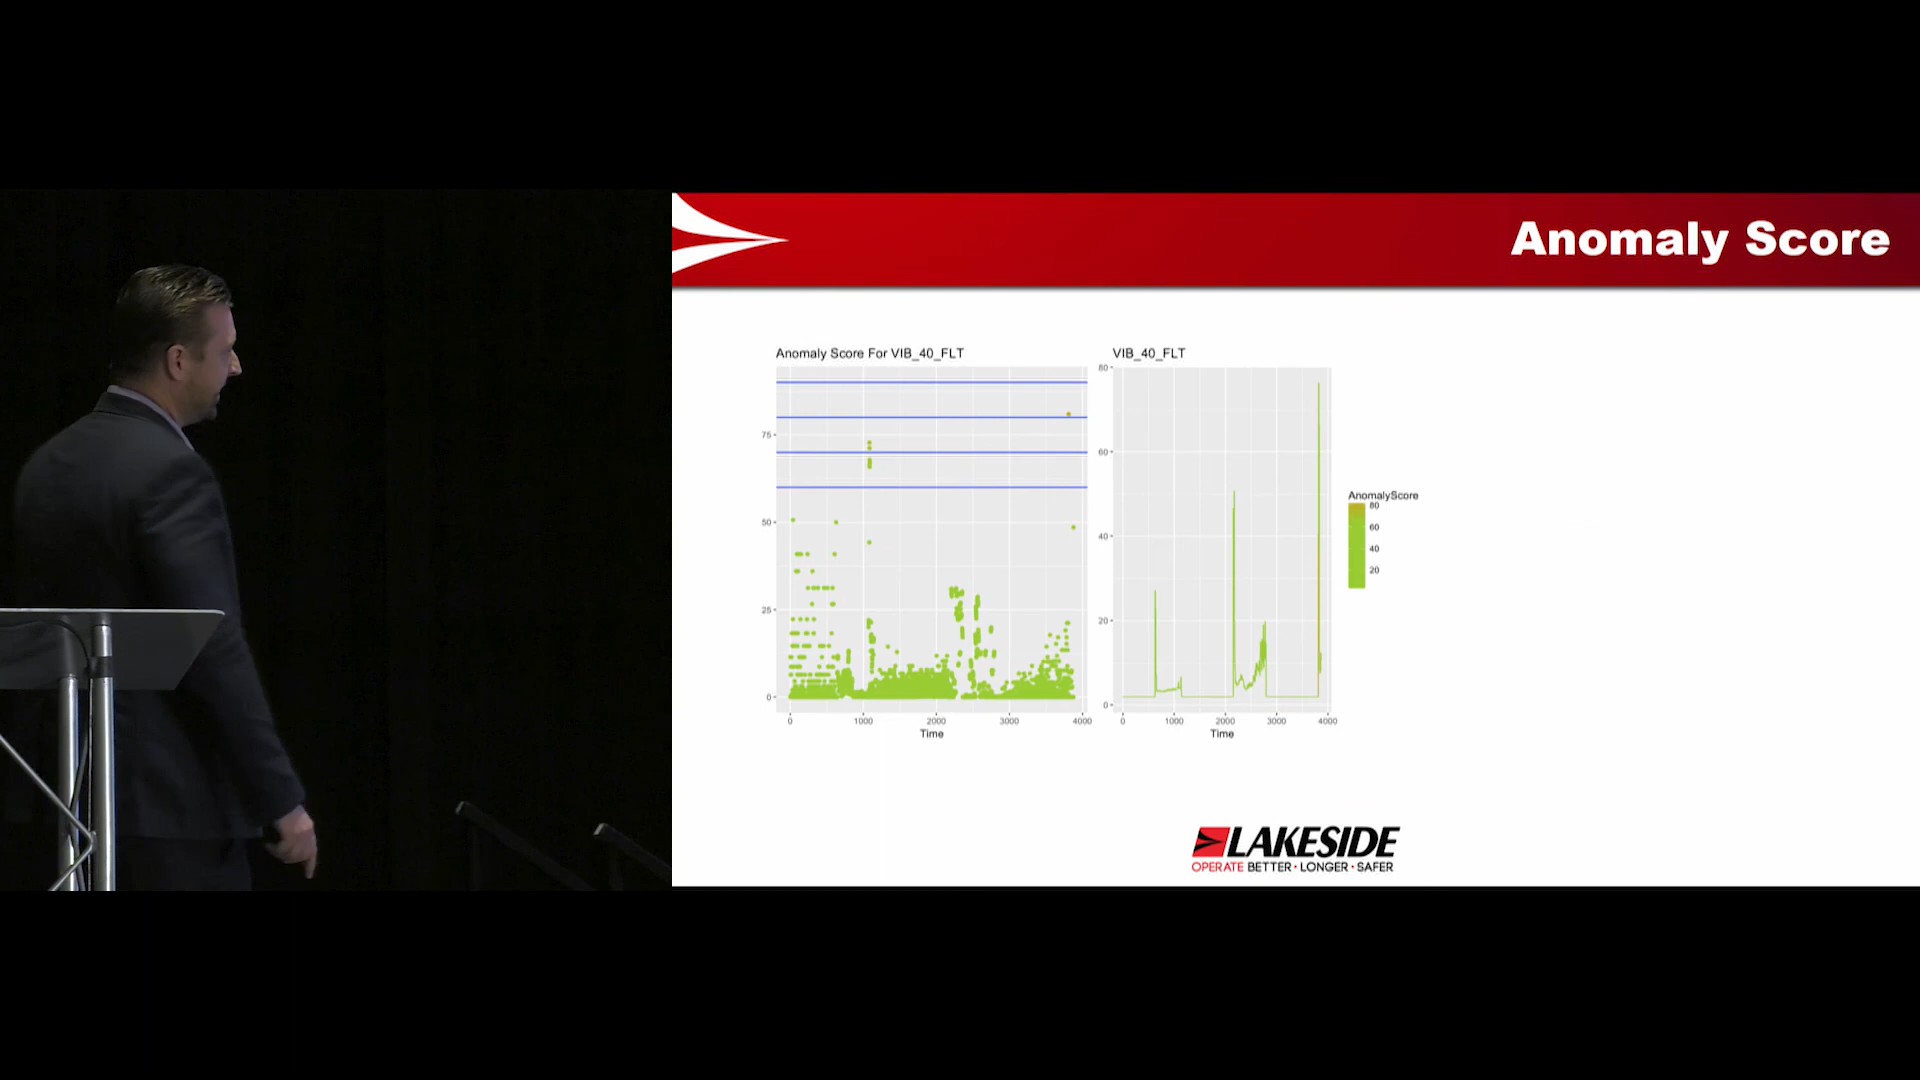 Anomaly Score
Anomaly Score For VIB_40_FLT
75
50
25
0
0 1000 2000 3000 4000
Time
VIB_40_FLT
80
60
40
20
0
0 1000 2000 3000 4000
Time
AnomalyScore
80
60
40
20
LAKESIDE
OPERATE BETTER • LONGER • SAFER